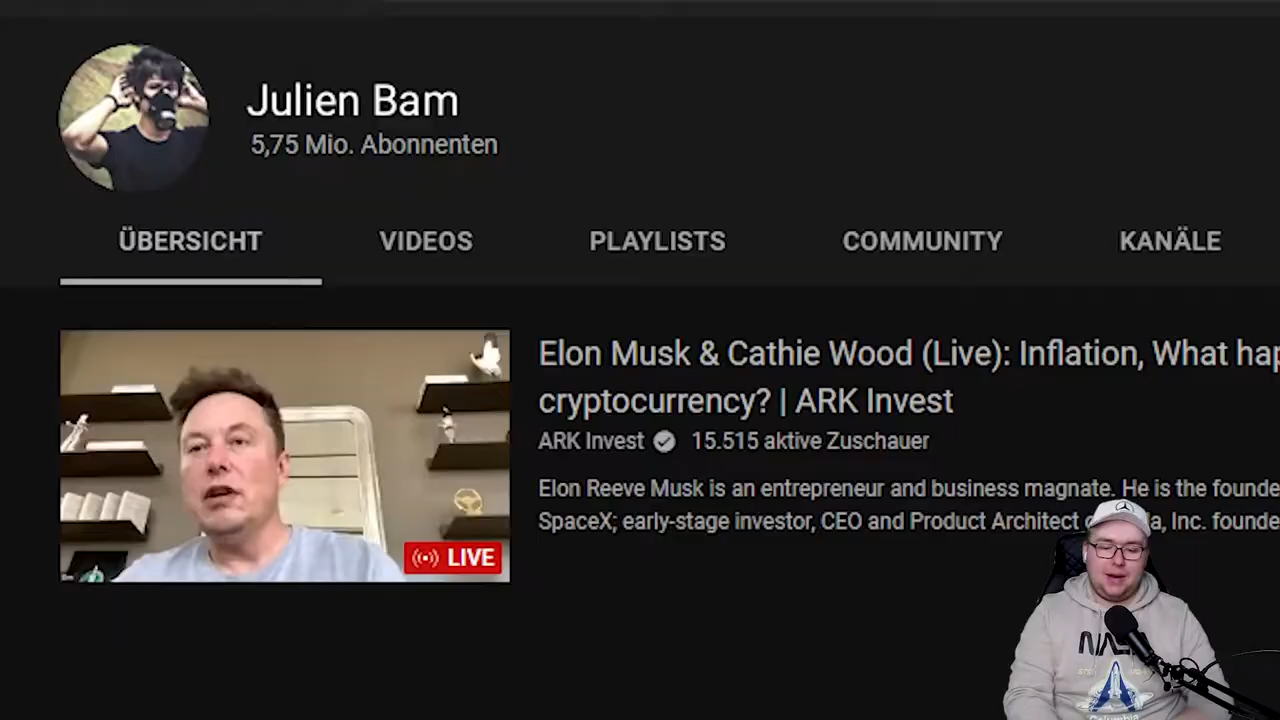 Julien Bam
5,75 Mio. Abonnenten
ÜBERSICHT
VIDEOS
PLAYLISTS
COMMUNITY
KANÄLE
Elon Musk & Cathie Wood (Live): Inflation, What hap
cryptocurrency? | ARK Invest
ARK Invest 15.515 aktive Zuschauer
Elon Reeve Musk is an entrepreneur and business magnate. He is the founde
SpaceX; early-stage investor, CEO and Product Architect a, Inc. founde
LIVE
NASA
Columbia